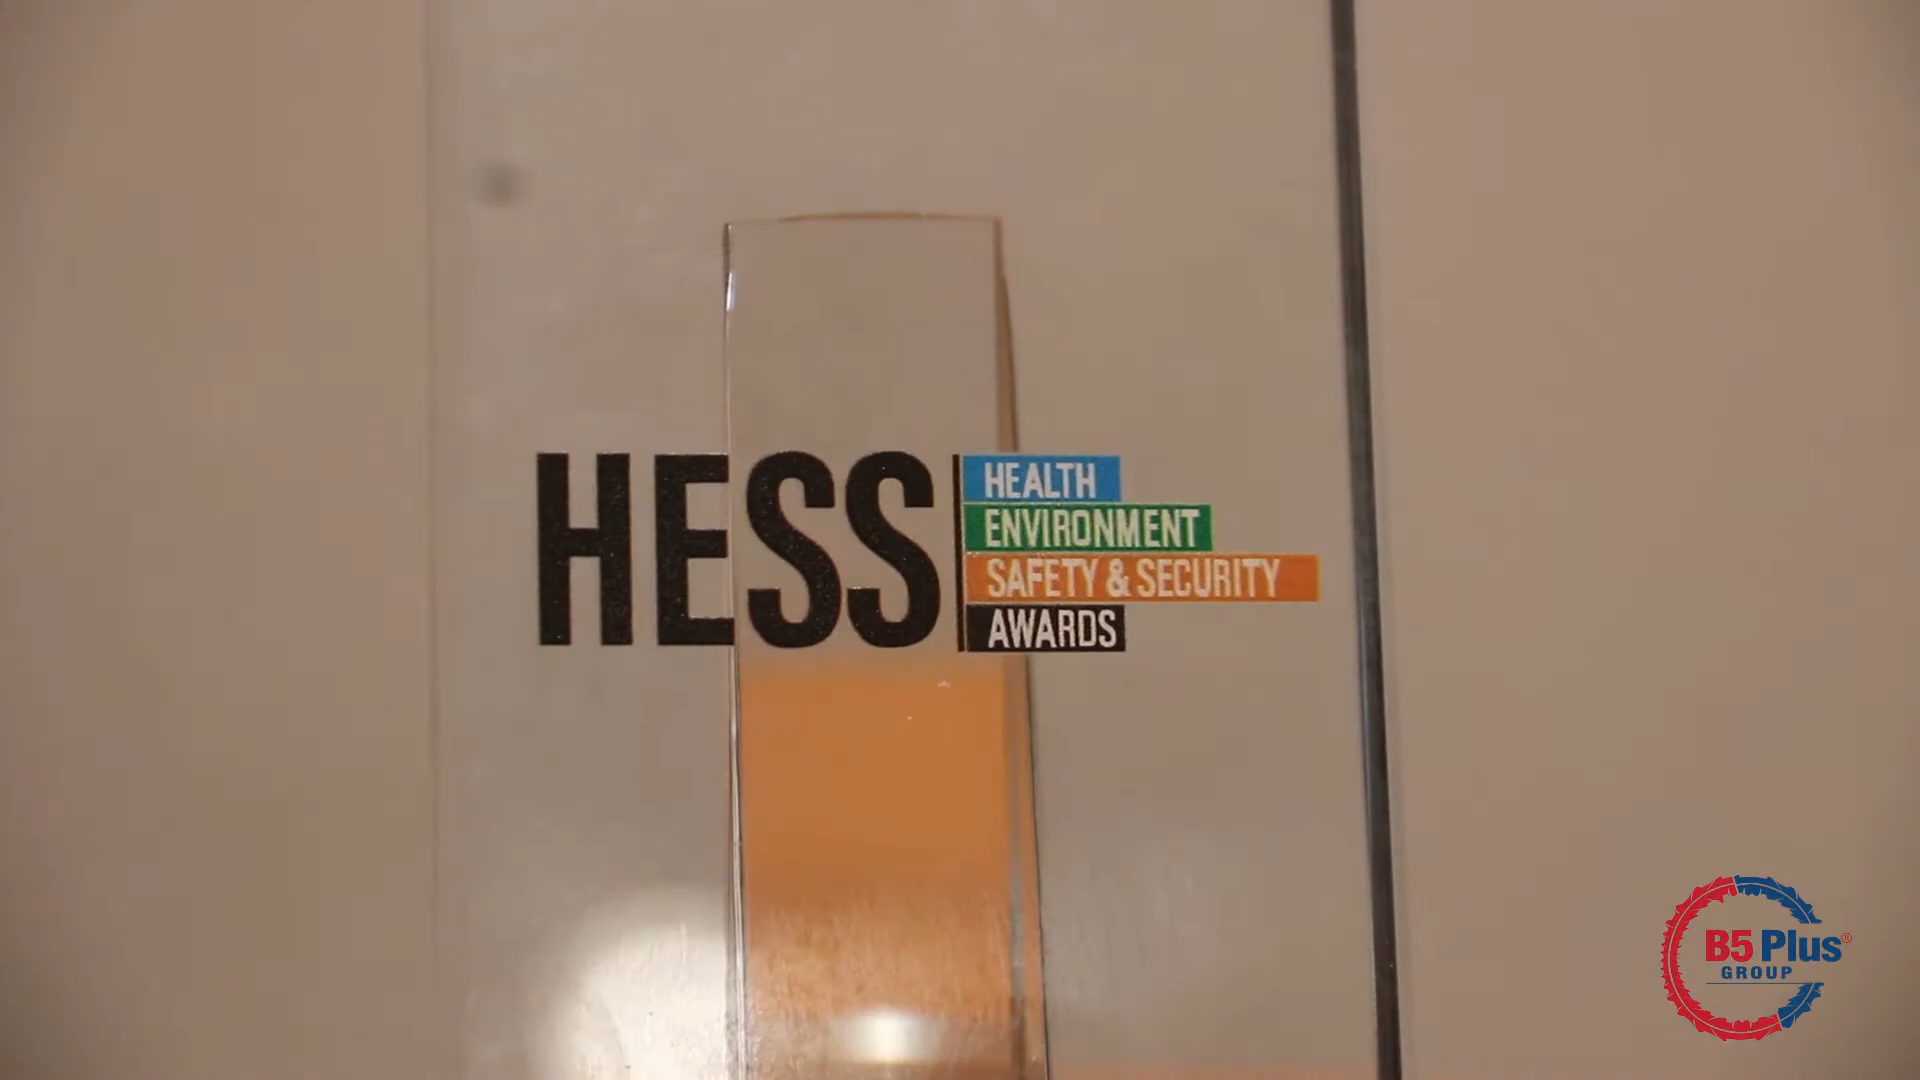 HESS
HEALTH
ENVIRONMENT
SAFETY & SECURITY
AWARDS
B5 Plus®
GROUP